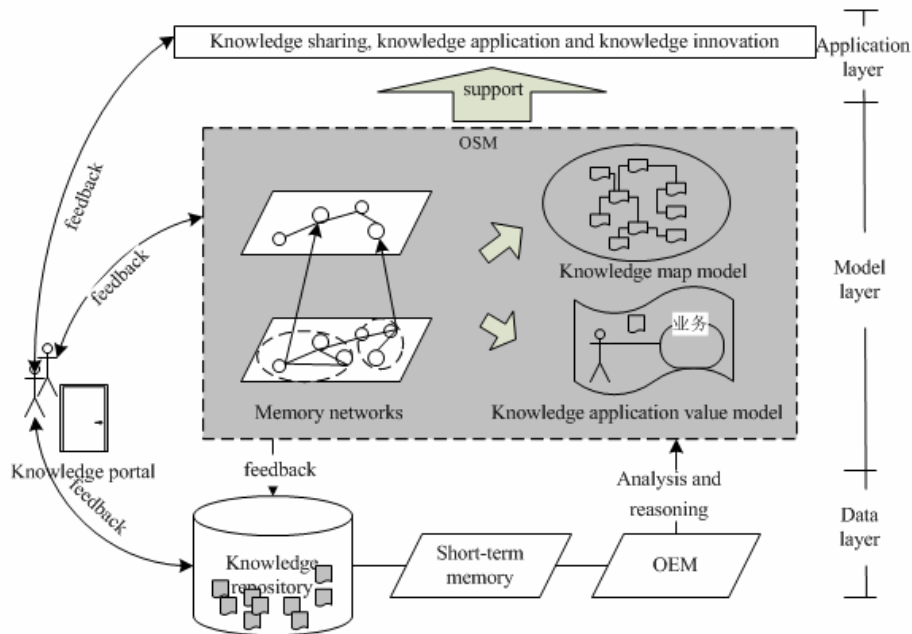 Knowledge sharing, knowledge application and knowledge innovation
Application
layer
support
OSM
feedback
feedback
Knowledge map model
Model
layer
业务
Memory networks
Knowledge application value model
Knowledge portal
feedback
feedback
Analysis and
reasoning
Data
layer
Knowledge
repository
Short-term
memory
OEM